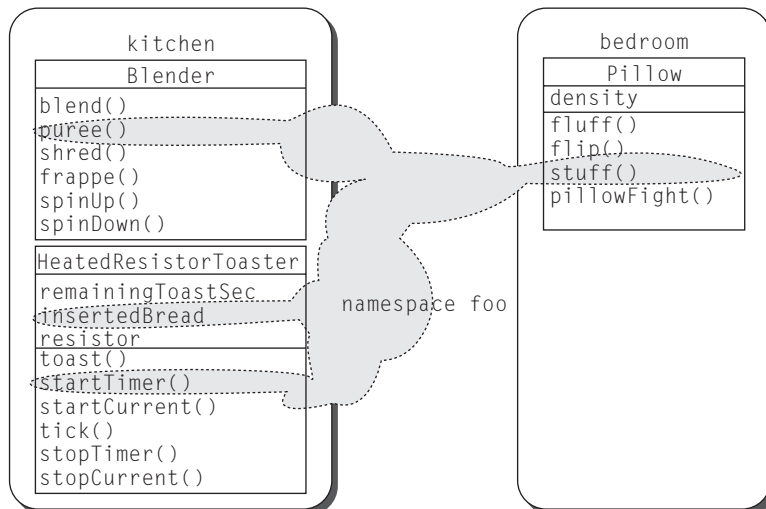 kitchen
Blender
blend()
puree()
shred()
frappe()
spinUp()
spinDown()
HeatedResistorToaster
remainingToastSec
insertedBread
resistor
toast()
startTimer()
startCurrent()
tick()
stopTimer()
stopCurrent()
namespace foo
bedroom
Pillow
density
fluff()
flip()
stuff()
pillowFight()